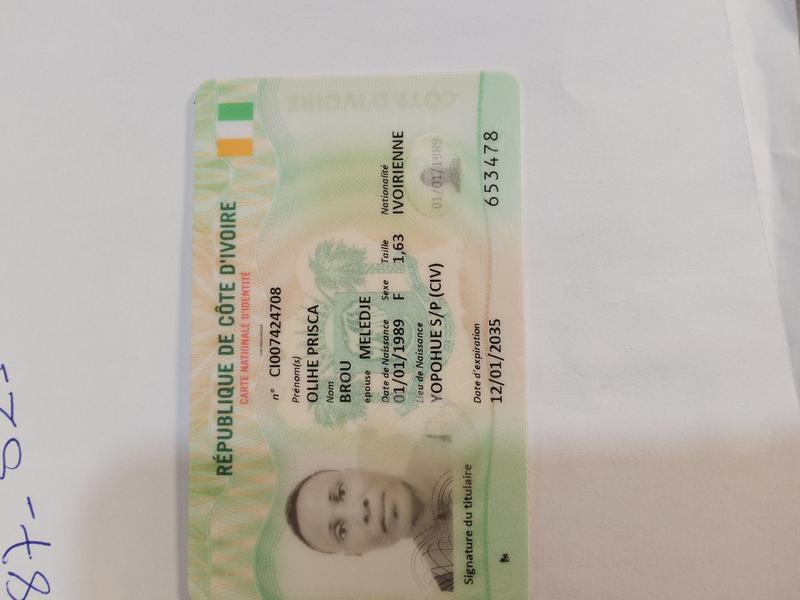 RÉPUBLIQUE DE CÔTE D'IVOIRE
CARTE NATIONALE D'IDENTITÉ
n° CI007424708
Prénom(s)
OLIHE PRISCA
Nom
BROU
epouse MELEDJE
Date de Naissance Sexe Taille Nationalité
01/01/1989 F 1,63 IVOIRIENNE
Lieu de Naissance
YOPOHUE S/P (CIV)
01/01/1989
Date d'expiration
12/01/2035
653478
Signature du titulaire
CÔTE D'IVOIRE